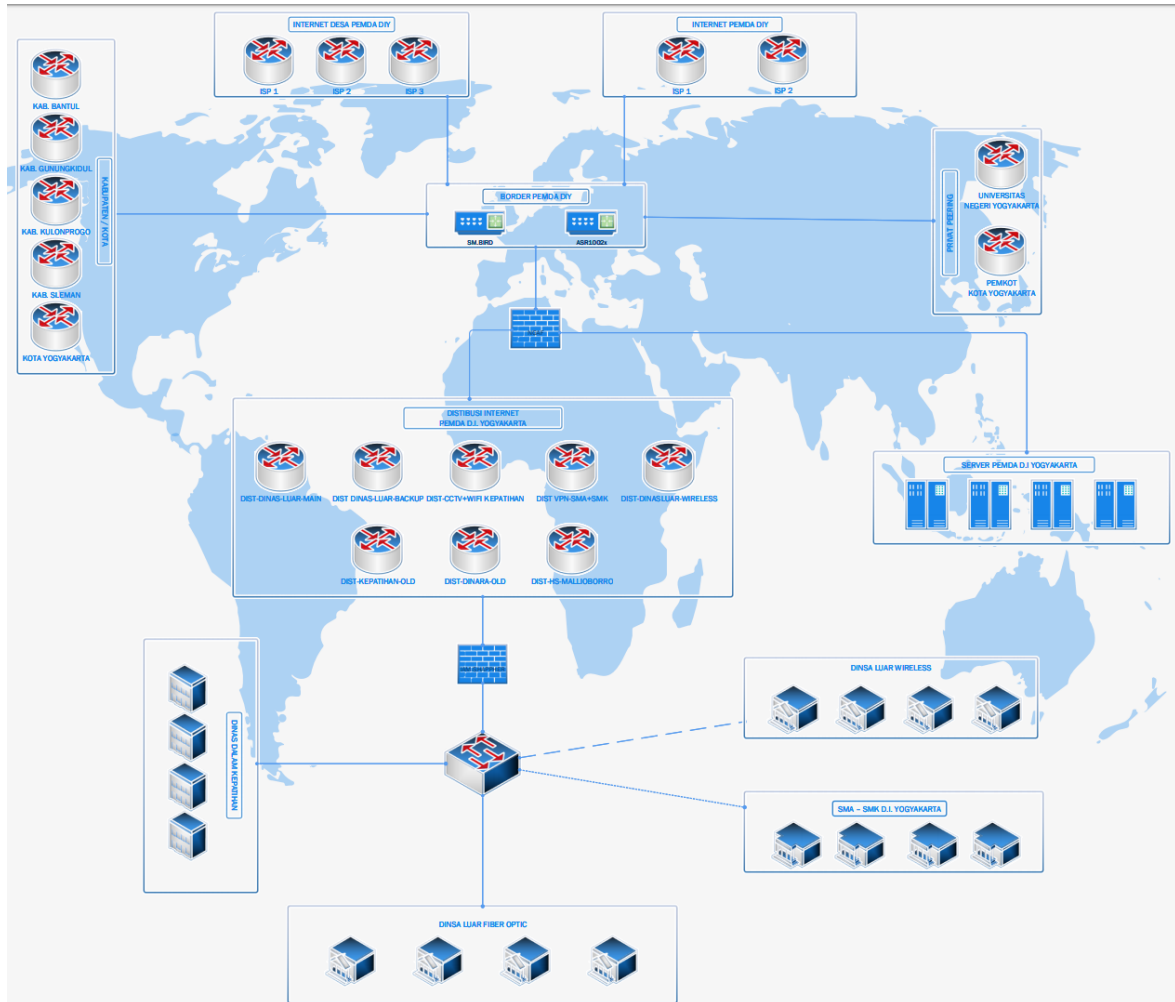 INTERNET DESA PEMDA DIY
ISP 1
ISP 2
ISP 3
INTERNET PEMDA DIY
ISP 1
ISP 2
KAB. BANTUL
KAB. GUNUNGKIDUL
KAB. KULONPROGO
KAB. SLEMAN
KOTA YOGYAKARTA
KABUPATEN / KOTA
BORDER PEMDA DIY
SM.BIRD
ASR1002x
PRIVAT PEERING
UNIVERSITAS
NEGERI YOGYAKARTA
PEMKOT
KOTA YOGYAKARTA
DISTIBUSI INTERNET
PEMDA D.I. YOGYAKARTA
DIST-DINAS-LUAR-MAIN
DIST DINAS-LUAR-BACKUP
DIST-CCTV+WIFI KEPATIHAN
DIST VPN-SMA+SMK
DIST-DINASLUAR-WIRELESS
DIST-KEPATIHAN-OLD
DIST-DINARA-OLD
DIST-HS-MALLIOBORRO
SERVER PEMDA D.I YOGYAKARTA
DINAS DALAM KEPATIHAN
DINSA LUAR WIRELESS
SMA – SMK D.I. YOGYAKARTA
DINSA LUAR FIBER OPTIC